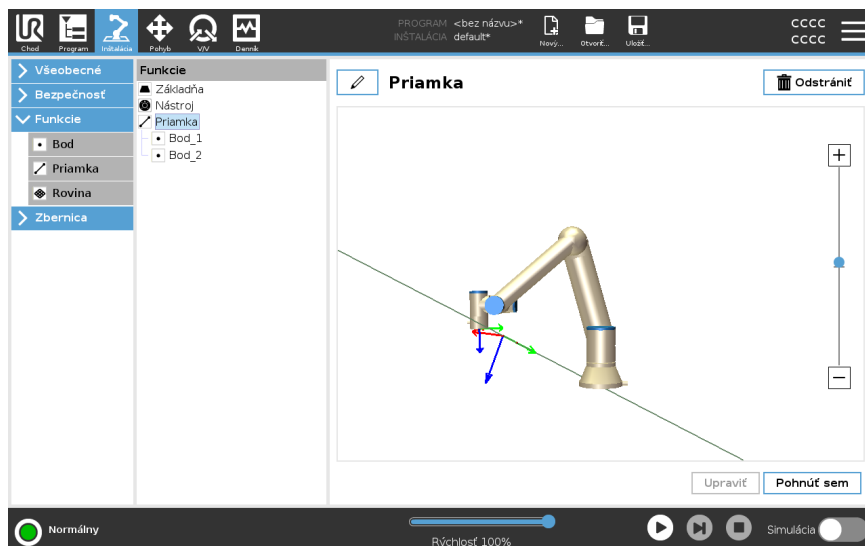 UR
PROGRAM <bez názvu>*
INŠTALÁCIA default*
CCCC
CCCC
Chod Program Inštalácia Pohyb V/V Denník
Nový... Otvoriť... Uložiť...
Všeobecné
Bezpečnosť
Funkcie
Bod
Priamka
Rovina
Zbernica
Funkcie
Základňa
Nástroj
Priamka
Bod_1
Bod_2
Priamka
Odstrániť
Upraviť
Pohnúť sem
Normálny
Rýchlosť 100%
Simulácia